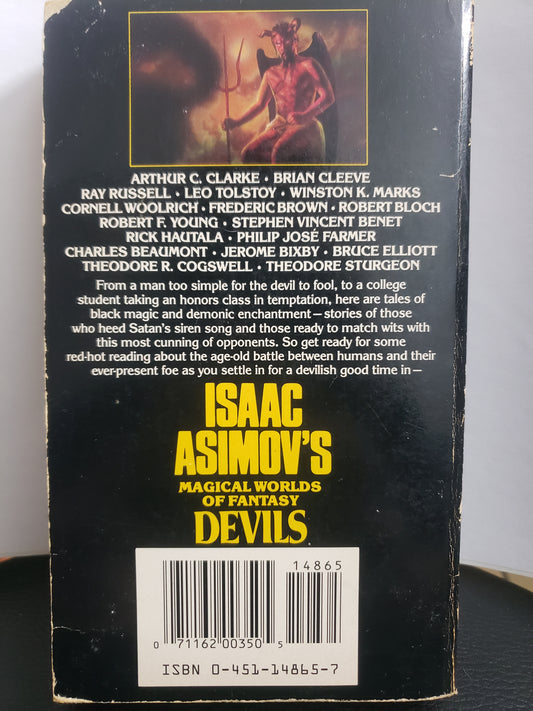 ARTHUR C. CLARKE • BRIAN CLEEVE
RAY RUSSELL • LEO TOLSTOY • WINSTON K. MARKS
CORNELL WOOLRICH • FREDERIC BROWN • ROBERT BLOCH
ROBERT F. YOUNG • STEPHEN VINCENT BENET
RICK HAUTALA • PHILIP JOSÉ FARMER
CHARLES BEAUMONT • JEROME BIXBY • BRUCE ELLIOTT
THEODORE R. COGSWELL • THEODORE STURGEON
From a man too simple for the devil to fool, to a college
student taking an honors class in temptation, here are tales of
black magic and demonic enchantment—stories of those
who heed Satan's siren song and those ready to match wits with
this most cunning of opponents. So get ready for some
red-hot reading about the age-old battle between humans and their
ever-present foe as you settle in for a devilish good time in—
ISAAC
ASIMOV'S
MAGICAL WORLDS
OF FANTASY
DEVILS
14865
0 71162 00350 5
ISBN 0-451-14865-7